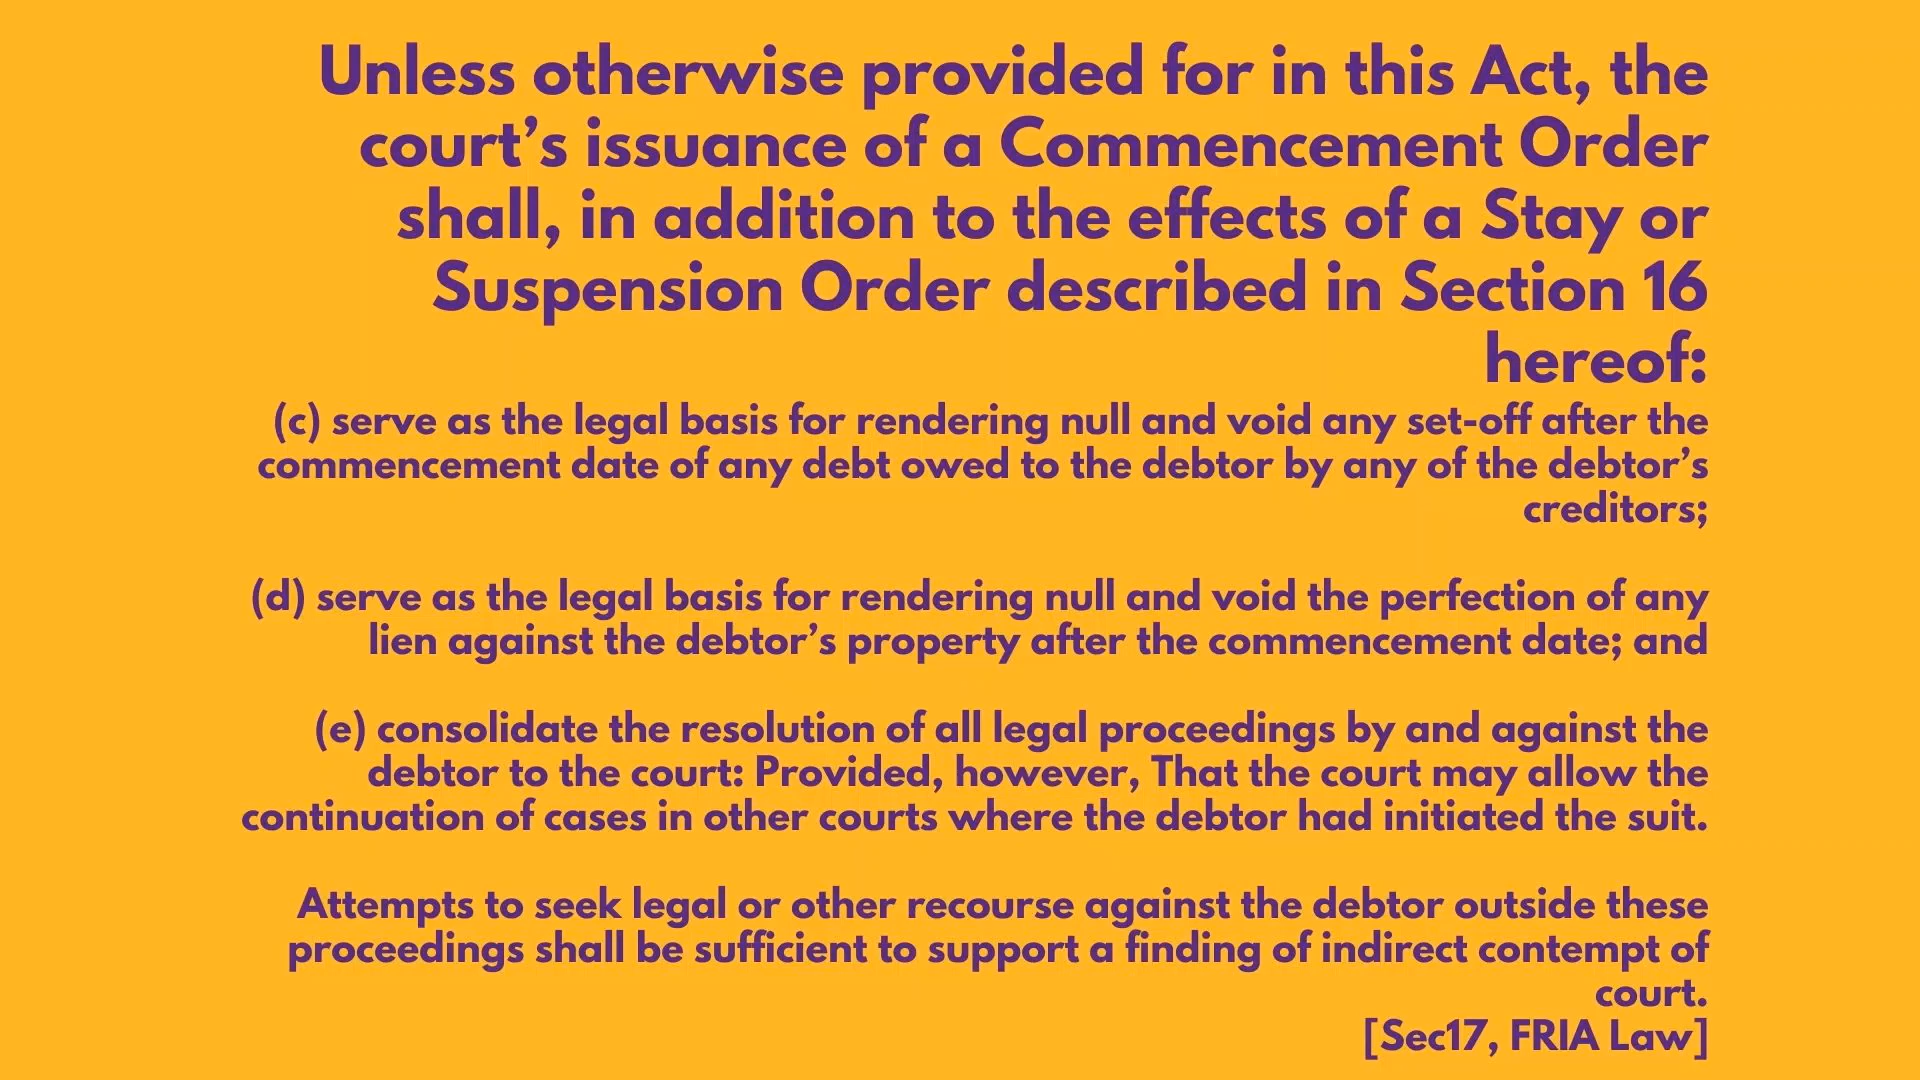 Unless otherwise provided for in this Act, the
court’s issuance of a Commencement Order
shall, in addition to the effects of a Stay or
Suspension Order described in Section 16
hereof:
(c) serve as the legal basis for rendering null and void any set-off after the
commencement date of any debt owed to the debtor by any of the debtor’s
creditors;
(d) serve as the legal basis for rendering null and void the perfection of any
lien against the debtor’s property after the commencement date; and
(e) consolidate the resolution of all legal proceedings by and against the
debtor to the court: Provided, however, That the court may allow the
continuation of cases in other courts where the debtor had initiated the suit.
Attempts to seek legal or other recourse against the debtor outside these
proceedings shall be sufficient to support a finding of indirect contempt of
court.
[Sec17, FRIA Law]